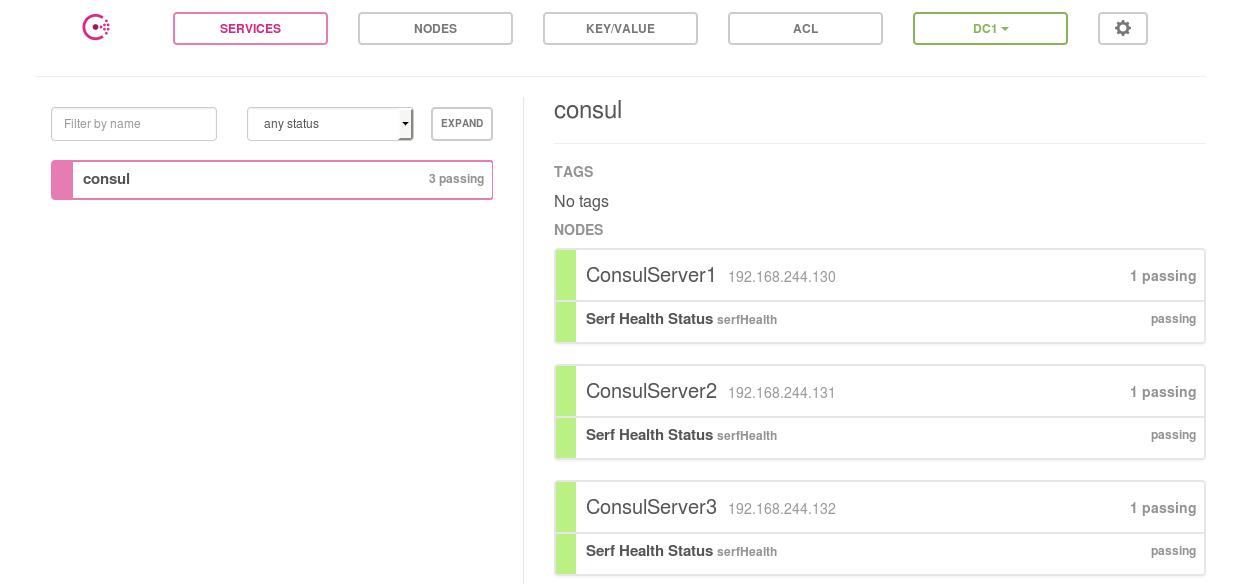 SERVICES
NODES
KEY/VALUE
ACL
DC1
Filter by name
any status
EXPAND
consul 3 passing
consul
TAGS
No tags
NODES
ConsulServer1 192.168.244.130 1 passing
Serf Health Status serfHealth passing
ConsulServer2 192.168.244.131 1 passing
Serf Health Status serfHealth passing
ConsulServer3 192.168.244.132 1 passing
Serf Health Status serfHealth passing